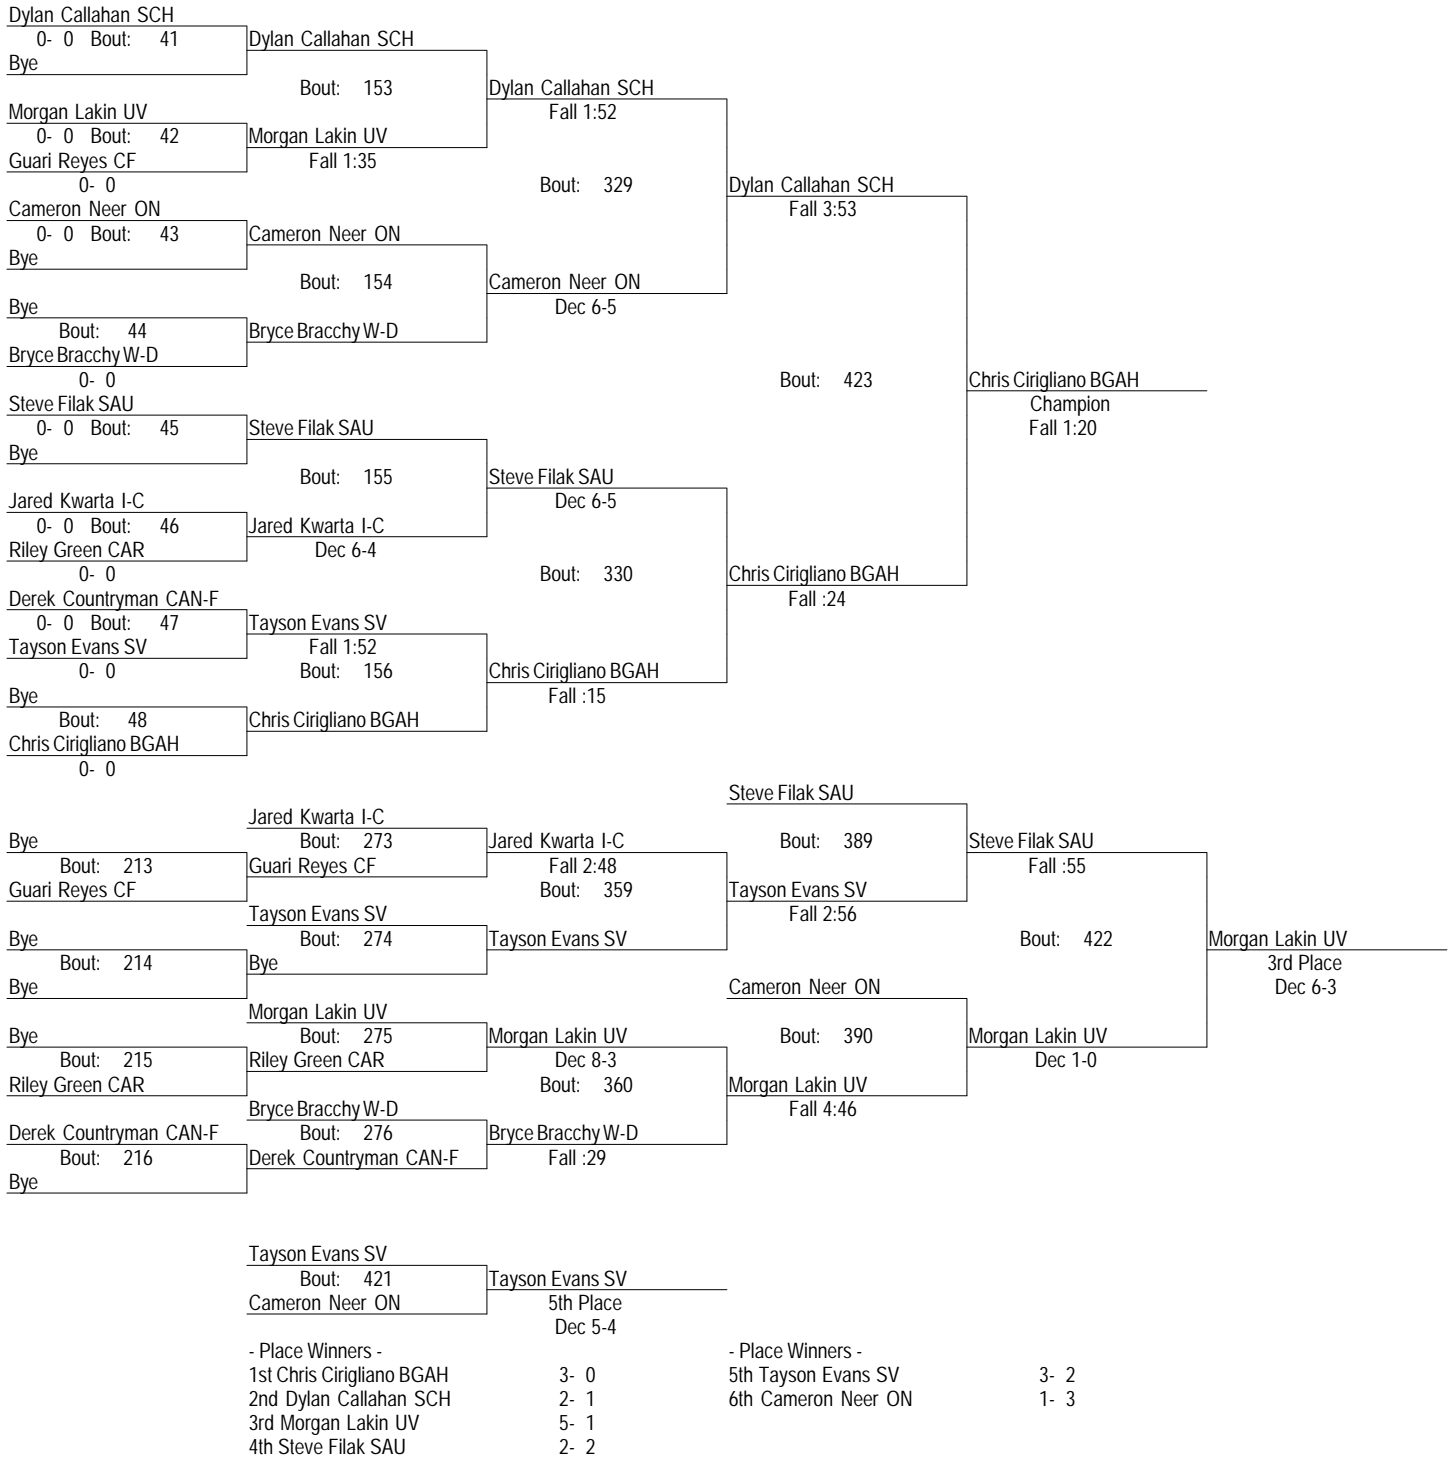 Dylan Callahan SCH
0- 0 Bout: 41 Dylan Callahan SCH
Bye
Bout: 153 Dylan Callahan SCH
Morgan Lakin UV Fall 1:52
0- 0 Bout: 42 Morgan Lakin UV
Guari Reyes CF Fall 1:35
0- 0 Bout: 329 Dylan Callahan SCH
Cameron Neer ON Fall 3:53
0- 0 Bout: 43 Cameron Neer ON
Bye
Bout: 154 Cameron Neer ON
Bye Dec 6-5
Bout: 44 Bryce Bracchy W-D
Bryce Bracchy W-D
0- 0 Bout: 423 Chris Cirigliano BGAH
Steve Filak SAU Champion
0- 0 Bout: 45 Steve Filak SAU Fall 1:20
Bye
Bout: 155 Steve Filak SAU
Jared Kwarta I-C Dec 6-5
0- 0 Bout: 46 Jared Kwarta I-C
Riley Green CAR Dec 6-4
0- 0 Bout: 330 Chris Cirigliano BGAH
Derek Countryman CAN-F Fall :24
0- 0 Bout: 47 Tayson Evans SV
Tayson Evans SV Fall 1:52
0- 0 Bout: 156 Chris Cirigliano BGAH
Bye Fall :15
Bout: 48 Chris Cirigliano BGAH
Chris Cirigliano BGAH
0- 0
Steve Filak SAU
Jared Kwarta I-C
Bye Bout: 273 Jared Kwarta I-C Bout: 389 Steve Filak SAU
Bout: 213 Guari Reyes CF Fall 2:48 Fall :55
Guari Reyes CF Bout: 359 Tayson Evans SV
Tayson Evans SV Fall 2:56
Bye Bout: 274 Tayson Evans SV Bout: 422 Morgan Lakin UV
Bout: 214 Bye 3rd Place
Bye Cameron Neer ON Dec 6-3
Morgan Lakin UV
Bye Bout: 275 Morgan Lakin UV Bout: 390 Morgan Lakin UV
Bout: 215 Riley Green CAR Dec 8-3 Dec 1-0
Riley Green CAR Bout: 360 Morgan Lakin UV
Bryce Bracchy W-D Fall 4:46
Derek Countryman CAN-F Bout: 276 Bryce Bracchy W-D
Bout: 216 Derek Countryman CAN-F Fall :29
Bye
Tayson Evans SV
Bout: 421 Tayson Evans SV
Cameron Neer ON 5th Place
Dec 5-4
- Place Winners - - Place Winners -
1st Chris Cirigliano BGAH 3- 0 5th Tayson Evans SV 3- 2
2nd Dylan Callahan SCH 2- 1 6th Cameron Neer ON 1- 3
3rd Morgan Lakin UV 5- 1
4th Steve Filak SAU 2- 2